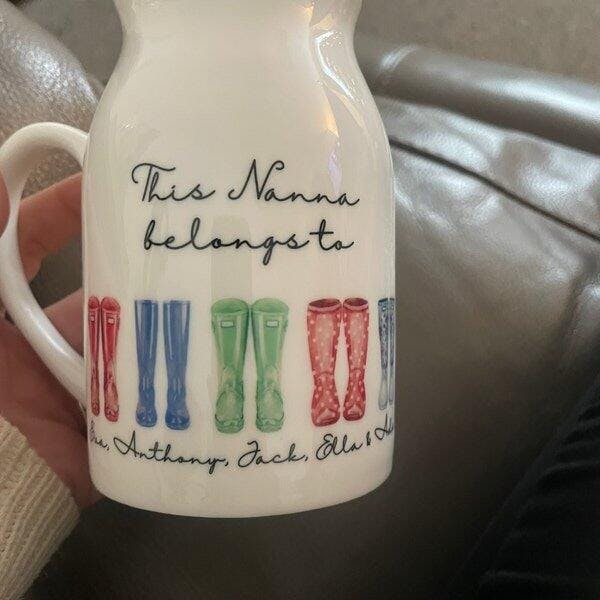 This Nanna
belongs to
Anthony, Jack, Ella &